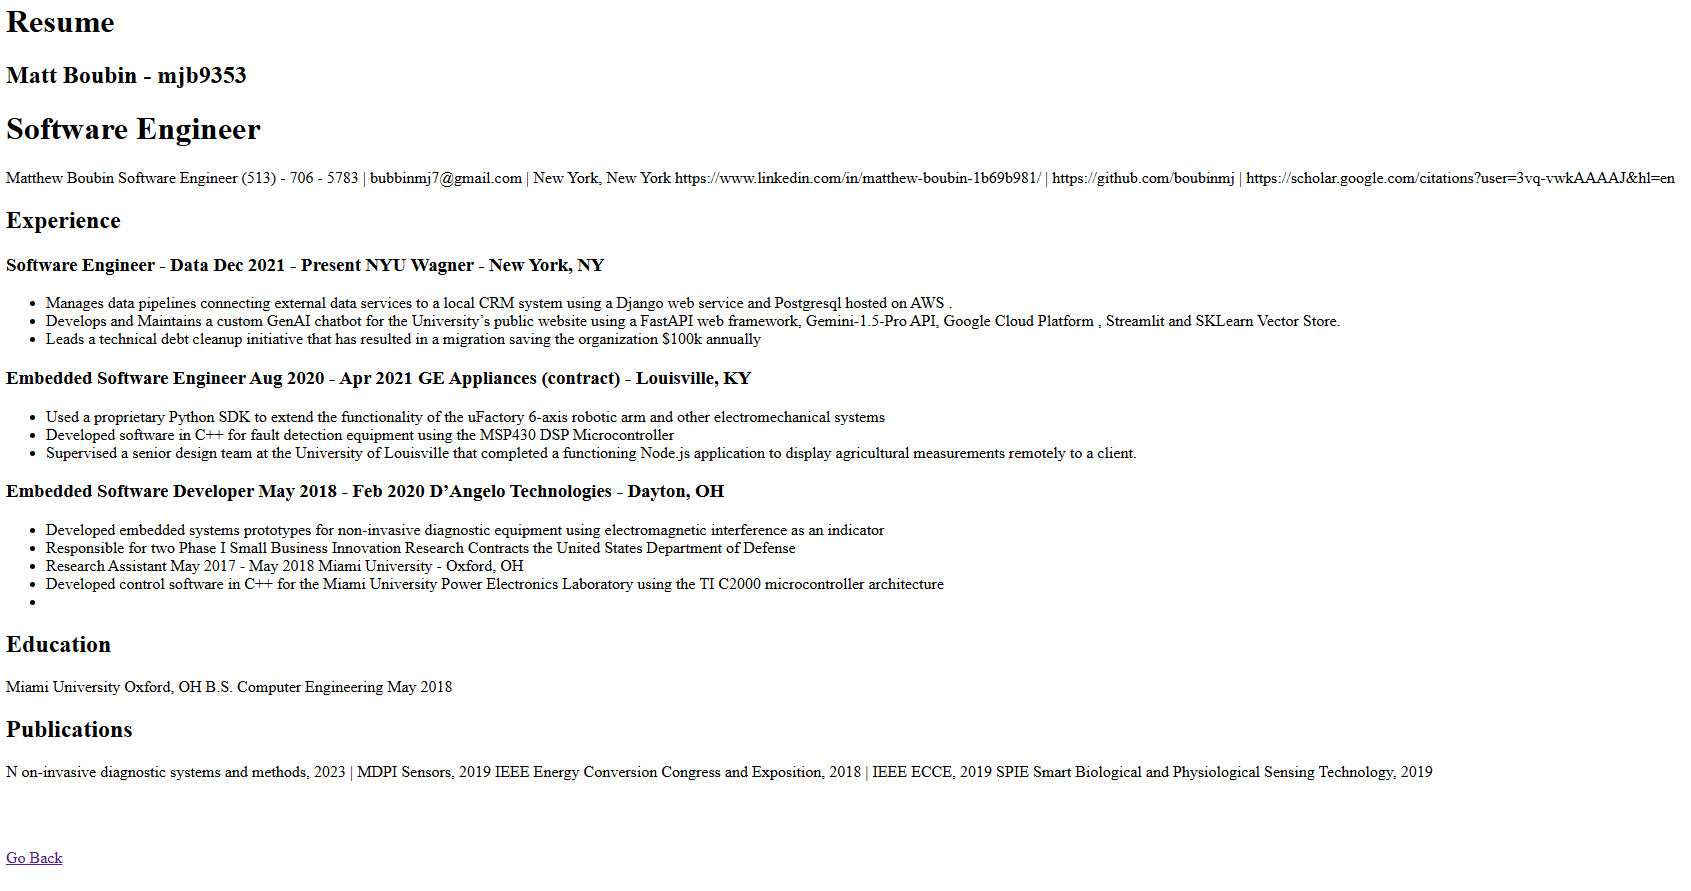 Resume
Matt Boubin - mjb9353
Software Engineer
Matthew Boubin Software Engineer (513) - 706 - 5783 | bubbinmj7@gmail.com | New York, New York https://www.linkedin.com/in/matthew-boubin-1b69b981/ | https://github.com/boubinmj | https://scholar.google.com/citations?user=3vq-vwkAAAAJ&hl=en
Experience
Software Engineer - Data Dec 2021 - Present NYU Wagner - New York, NY
• Manages data pipelines connecting external data services to a local CRM system using a Django web service and Postgresql hosted on AWS .
• Develops and Maintains a custom GenAI chatbot for the University’s public website using a FastAPI web framework, Gemini-1.5-Pro API, Google Cloud Platform , Streamlit and SKLearn Vector Store.
• Leads a technical debt cleanup initiative that has resulted in a migration saving the organization $100k annually
Embedded Software Engineer Aug 2020 - Apr 2021 GE Appliances (contract) - Louisville, KY
• Used a proprietary Python SDK to extend the functionality of the uFactory 6-axis robotic arm and other electromechanical systems
• Developed software in C++ for fault detection equipment using the MSP430 DSP Microcontroller
• Supervised a senior design team at the University of Louisville that completed a functioning Node.js application to display agricultural measurements remotely to a client.
Embedded Software Developer May 2018 - Feb 2020 D’Angelo Technologies - Dayton, OH
• Developed embedded systems prototypes for non-invasive diagnostic equipment using electromagnetic interference as an indicator
• Responsible for two Phase I Small Business Innovation Research Contracts the United States Department of Defense
• Research Assistant May 2017 - May 2018 Miami University - Oxford, OH
• Developed control software in C++ for the Miami University Power Electronics Laboratory using the TI C2000 microcontroller architecture
•
Education
Miami University Oxford, OH B.S. Computer Engineering May 2018
Publications
N on-invasive diagnostic systems and methods, 2023 | MDPI Sensors, 2019 IEEE Energy Conversion Congress and Exposition, 2018 | IEEE ECCE, 2019 SPIE Smart Biological and Physiological Sensing Technology, 2019
Go Back